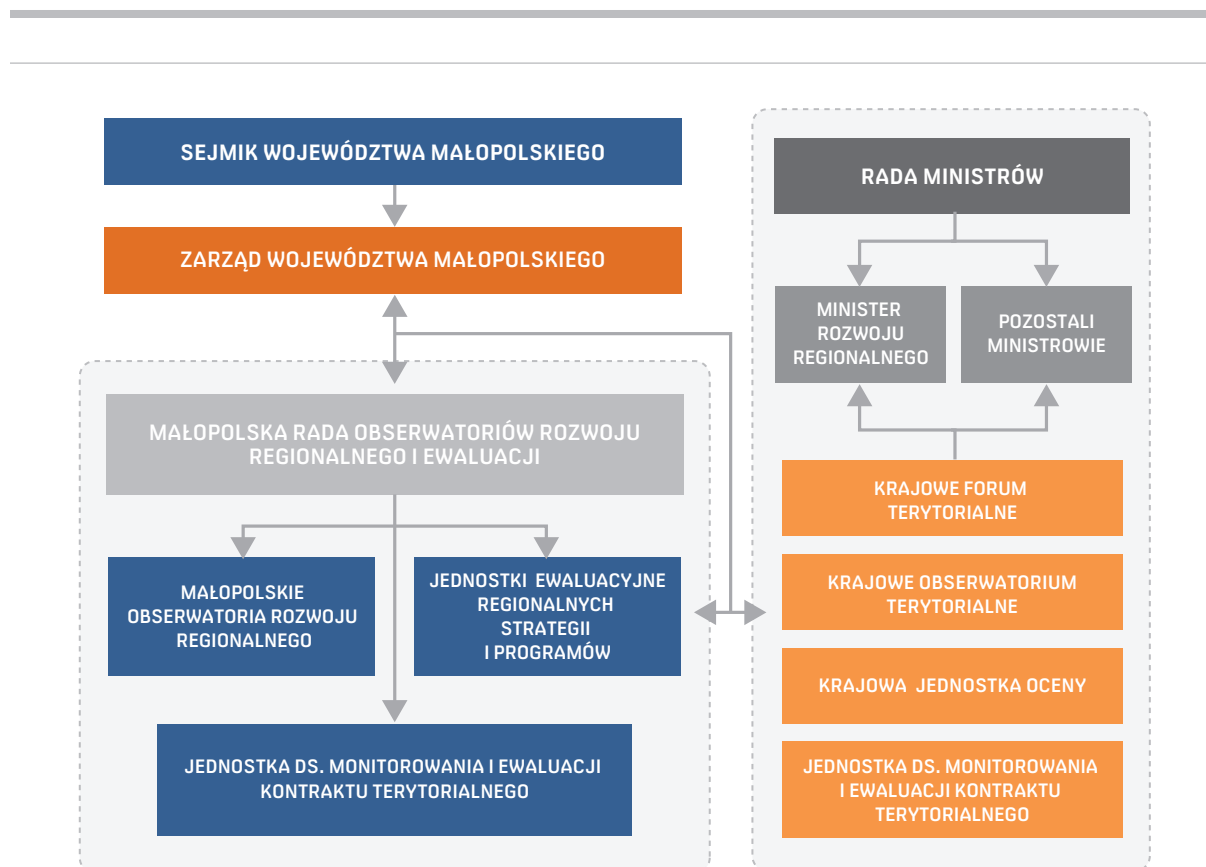 SEJMIK WOJEWÓDZTWA MAŁOPOLSKIEGO
ZARZĄD WOJEWÓDZTWA MAŁOPOLSKIEGO
MAŁOPOLSKA RADA OBSERWATORIÓW ROZWOJU
REGIONALNEGO I EWALUACJI
MAŁOPOLSKIE
OBSERWATORIA ROZWOJU
REGIONALNEGO
JEDNOSTKI EWALUACYJNE
REGIONALNYCH
STRATEGII
I PROGRAMÓW
JEDNOSTKA DS. MONITOROWANIA I EWALUACJI
KONTRAKTU TERYTORIALNEGO
RADA MINISTRÓW
MINISTER
ROZWOJU
REGIONALNEGO
POZOSTALI
MINISTROWIE
KRAJOWE FORUM
TERYTORIALNE
KRAJOWE OBSERWATORIUM
TERYTORIALNE
KRAJOWA JEDNOSTKA OCENY
JEDNOSTKA DS. MONITOROWANIA
I EWALUACJI KONTRAKTU
TERYTORIALNEGO